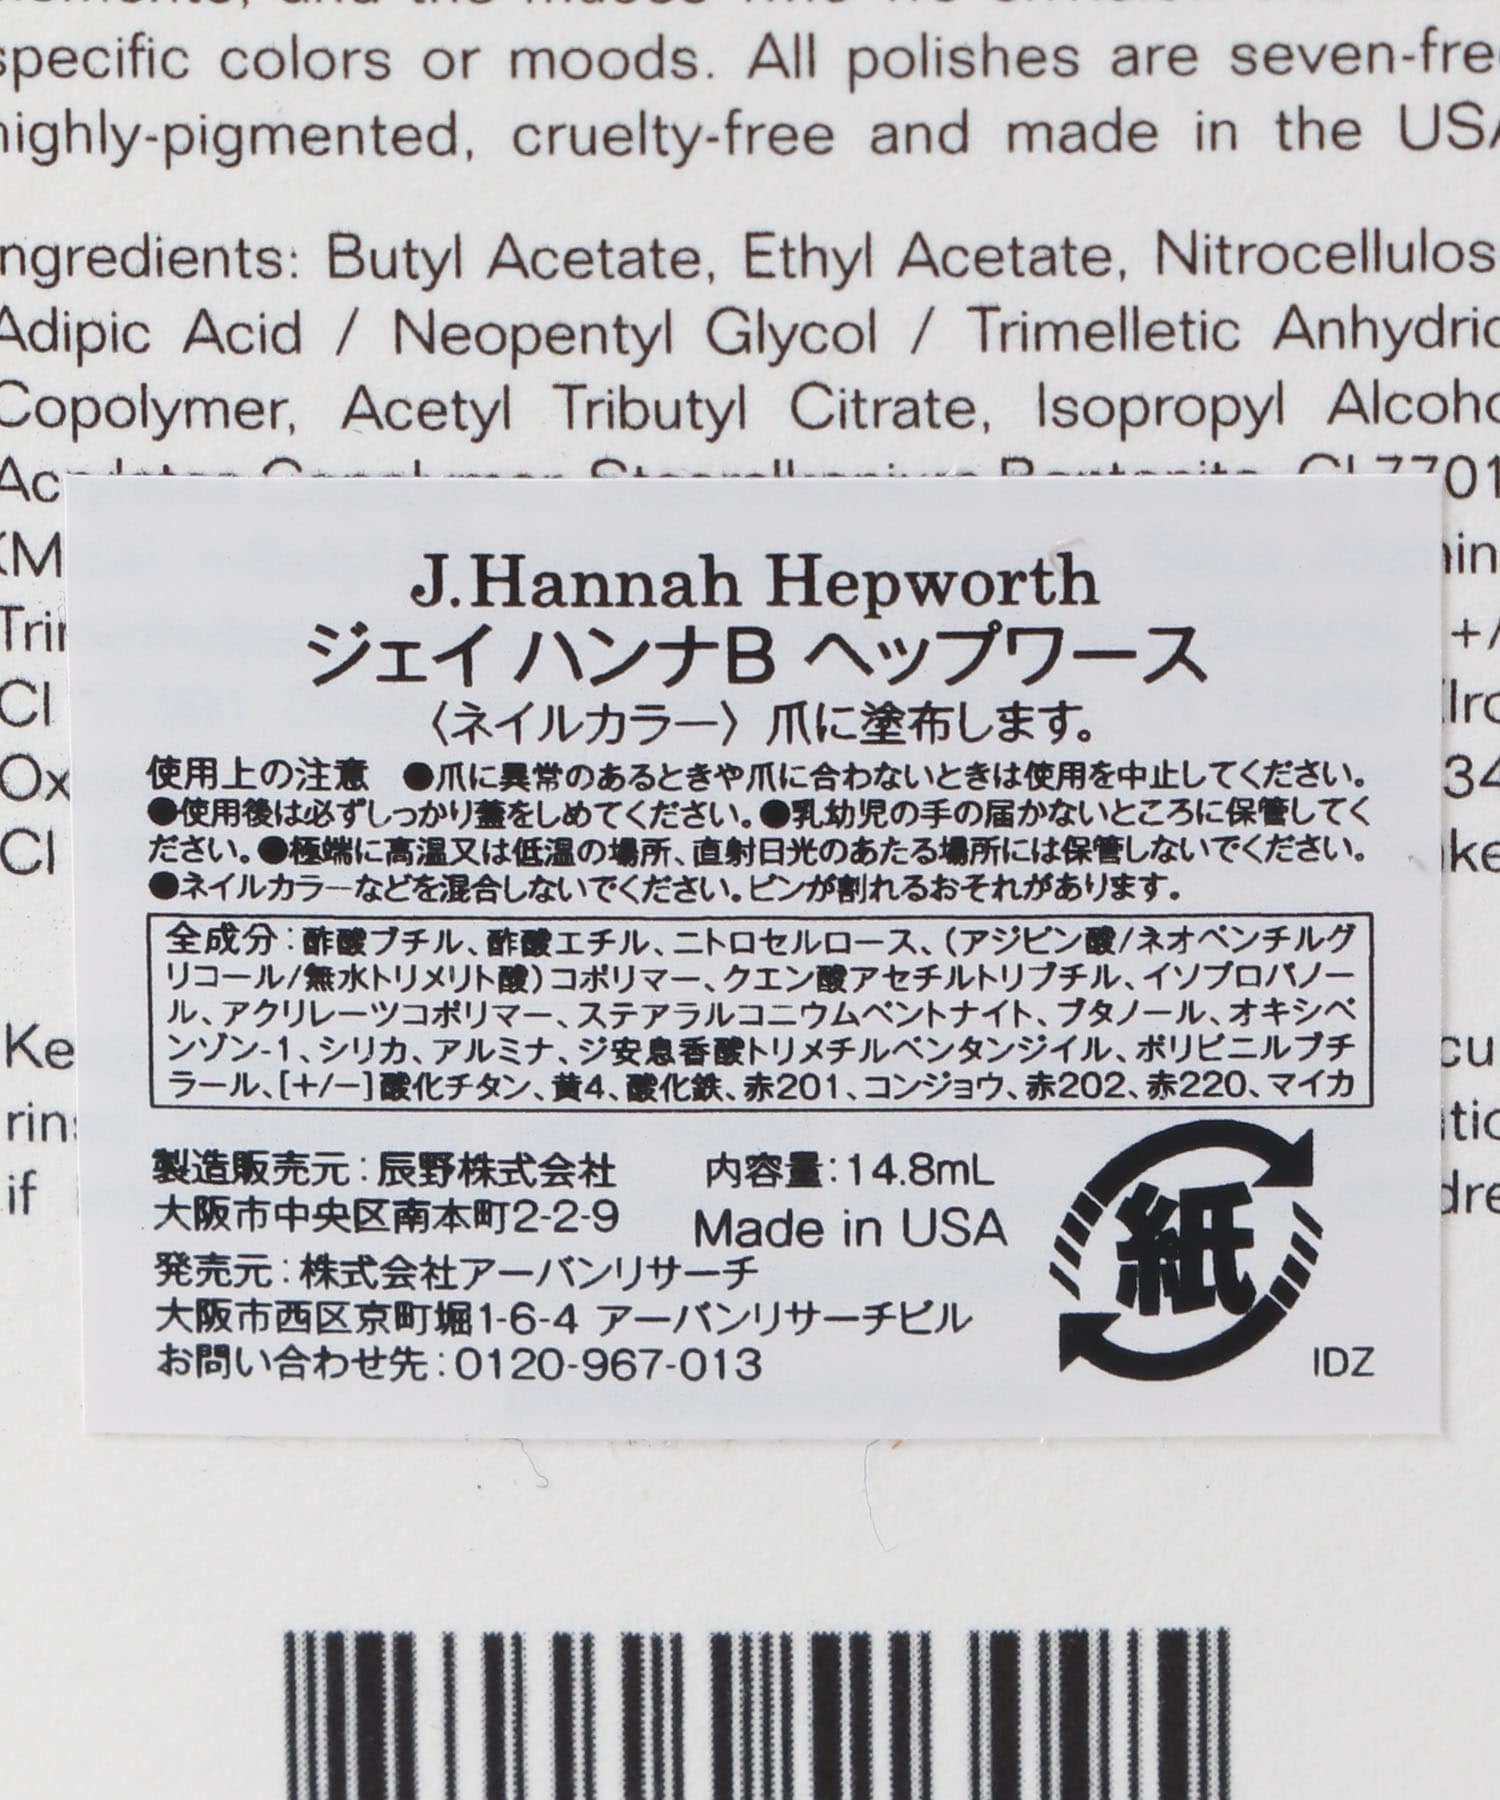 specific colors or moods. All polishes are seven-fre
highly-pigmented, cruelty-free and made in the USA
Ingredients: Butyl Acetate, Ethyl Acetate, Nitrocellulos
Adipic Acid / Neopentyl Glycol / Trimelletic Anhydric
Copolymer, Acetyl Tributyl Citrate, Isopropyl Alcoho
J.Hannah Hepworth
ジェイ ハンナB ヘップワース
〈ネイルカラー〉爪に塗布します。
使用上の注意 ●爪に異常のあるときや爪に合わないときは使用を中止してください。
●使用後は必ずしっかり蓋をしめてください。●乳幼児の手の届かないところに保管してく
ださい。●極端に高温又は低温の場所、直射日光のあたる場所には保管しないでください。
●ネイルカラーなどを混合しないでください。ビンが割れるおそれがあります。
全成分:酢酸ブチル、酢酸エチル、ニトロセルロース、(アジピン酸/ネオペンチルグ
リコール/無水トリメリト酸)コポリマー、クエン酸アセチルトリブチル、イソプロパノー
ル、アクリレーツコポリマー、ステアラルコニウムベントナイト、ブタノール、オキシベ
ンゾン-1、シリカ、アルミナ、ジ安息香酸トリメチルペンタンジイル、ポリビニルブチ
ラール、[+/−]酸化チタン、黄4、酸化鉄、赤201、コンジョウ、赤202、赤220、マイカ
製造販売元:辰野株式会社 内容量:14.8mL
大阪市中央区南本町2-2-9 Made in USA
発売元:株式会社アーバンリサーチ
大阪市西区京町堀1-6-4 アーバンリサーチビル
お問い合わせ先:0120-967-013
紙
IDZ